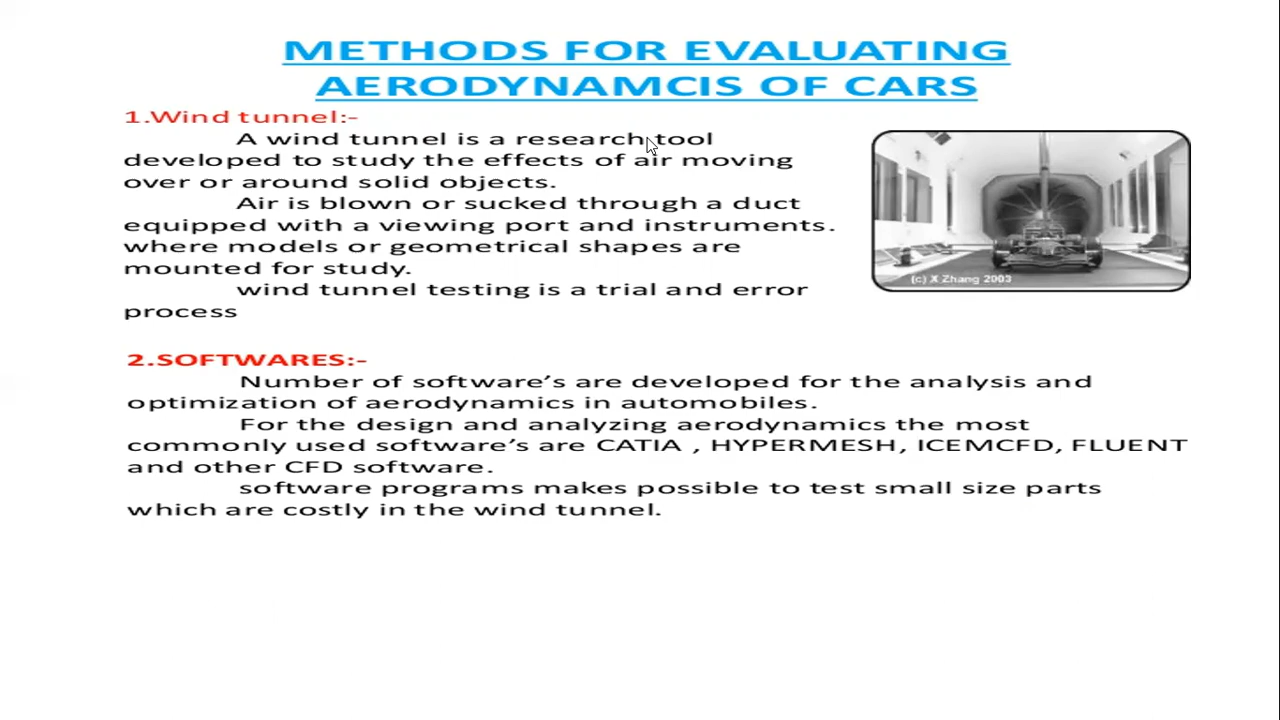 METHODS FOR EVALUATING
AERODYNAMCIS OF CARS
1.Wind tunnel:-
A wind tunnel is a research tool
developed to study the effects of air moving
over or around solid objects.
Air is blown or sucked through a duct
equipped with a viewing port and instruments.
where models or geometrical shapes are
mounted for study.
wind tunnel testing is a trial and error
process
(c) X Zhang 2003
2.SOFTWARES:-
Number of software’s are developed for the analysis and
optimization of aerodynamics in automobiles.
For the design and analyzing aerodynamics the most
commonly used software’s are CATIA , HYPERMESH, ICEMCFD, FLUENT
and other CFD software.
software programs makes possible to test small size parts
which are costly in the wind tunnel.